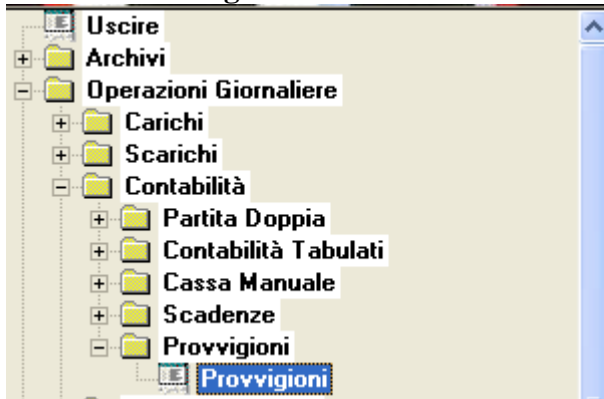 Uscire
Archivi
Operazioni Giornaliere
Carichi
Scarichi
Contabilità
Partita Doppia
Contabilità Tabulati
Cassa Manuale
Scadenze
Provvigioni
Provvigioni